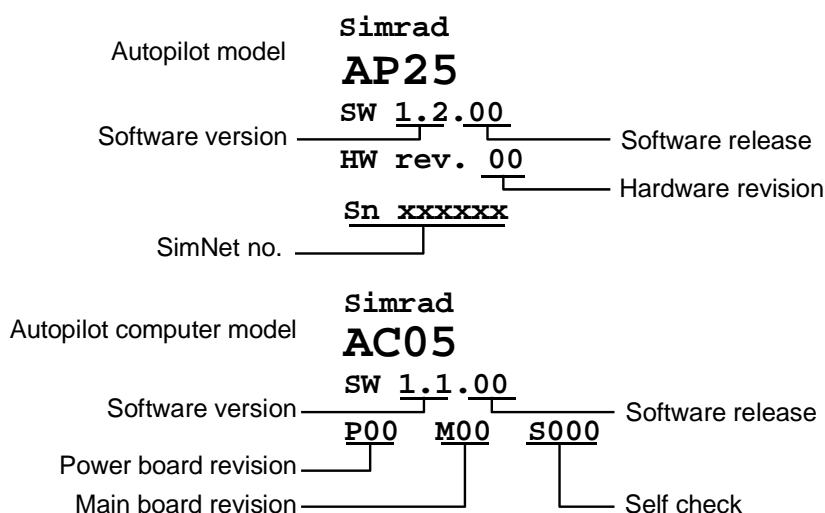 Simrad
Autopilot model
AP25
SW 1.2.00
Software version
Software release
HW rev. 00
Hardware revision
Sn xxxxxx
SimNet no.
Simrad
Autopilot computer model
AC05
SW 1.1.00
Software version
Software release
P00 M00 S000
Power board revision
Main board revision
Self check